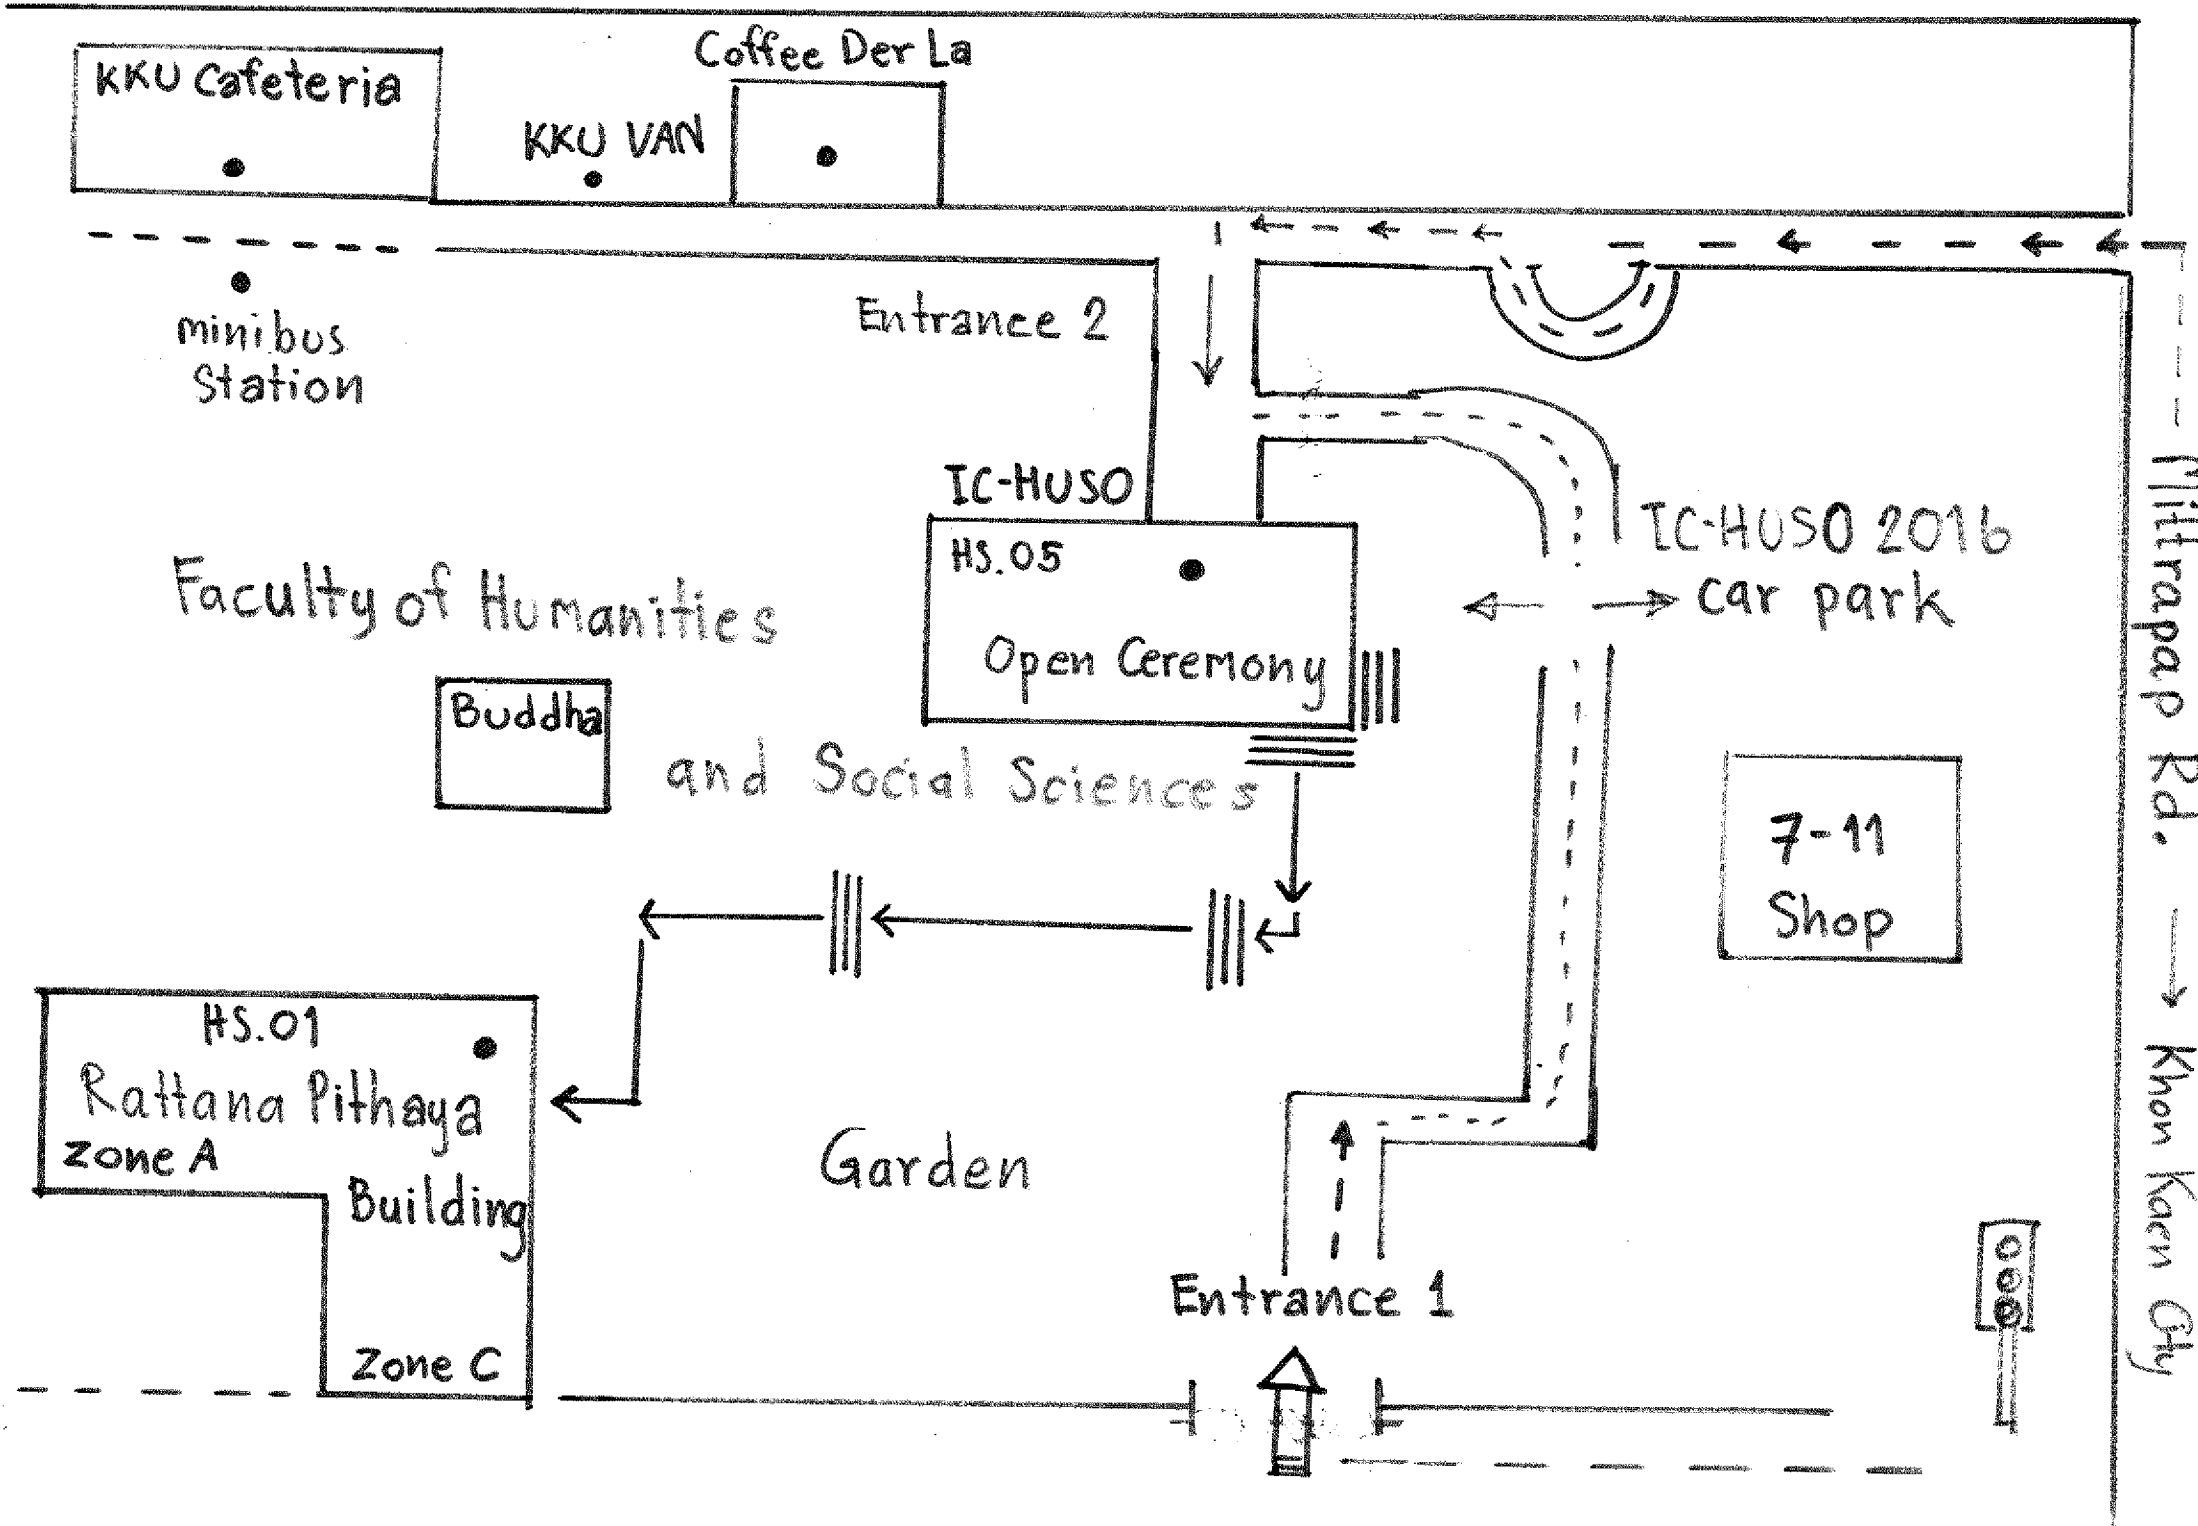 KKU Cafeteria
Coffee Der La
KKU VAN
minibus
Station
Entrance 2
IC-HUSO
HS.05
Open Ceremony
IC-HUSO 2016
car park
Faculty of Humanities
and Social Sciences
Buddha
7-11
Shop
Mittrapap Rd. → Khon Kaen City
HS.01
Rattana Pithaya
Zone A
Building
Zone C
Garden
Entrance 1